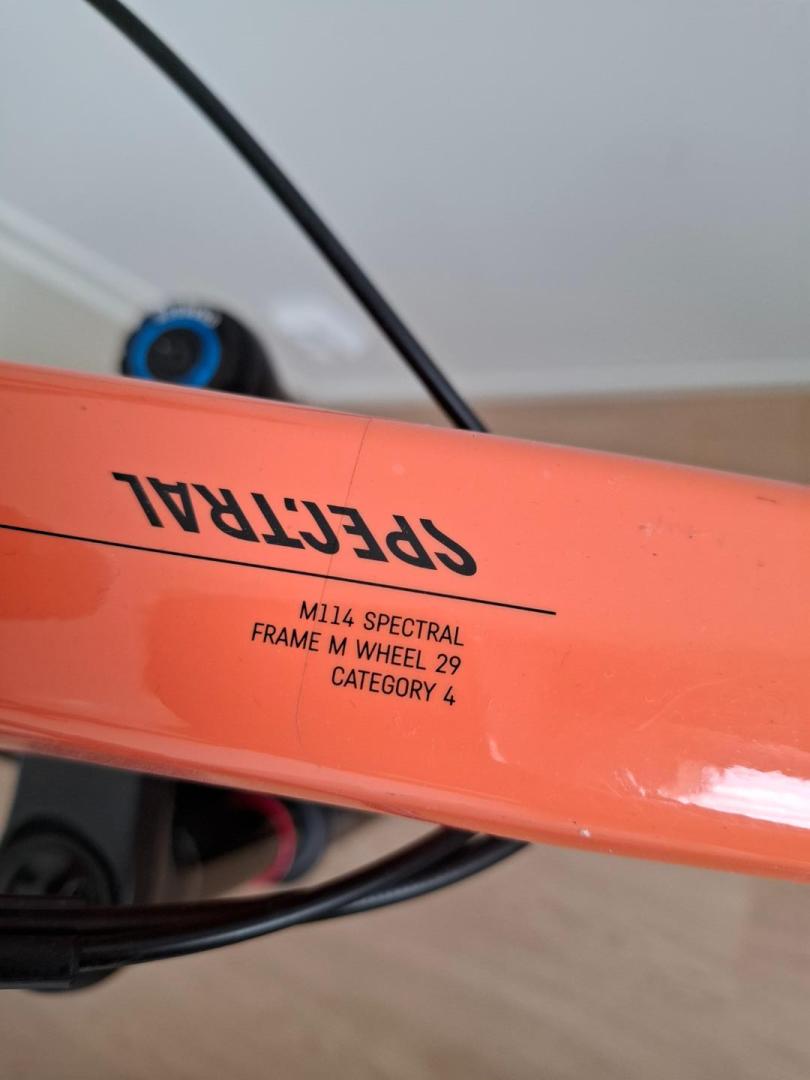 SPECTRAL
M114 SPECTRAL
FRAME M WHEEL 29
CATEGORY 4